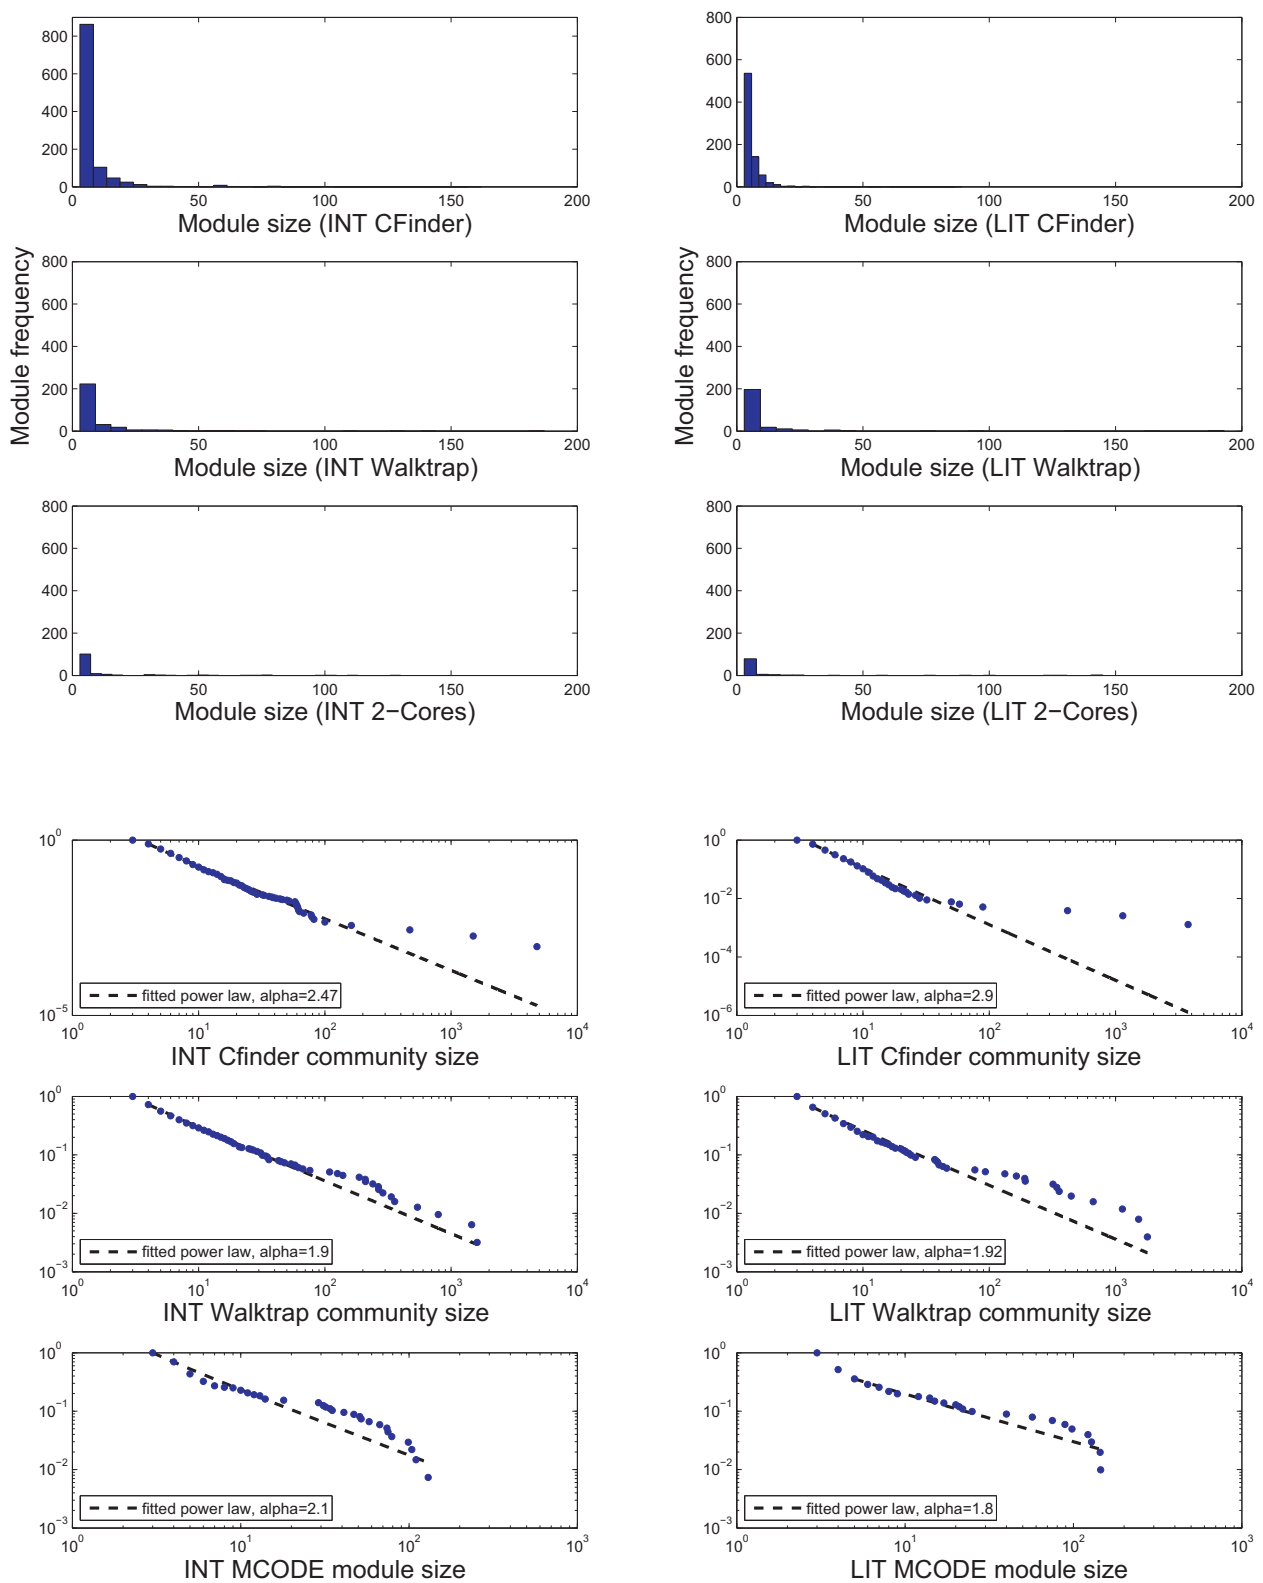 800
600
400
200
0
0 50 100 150 200
Module size (INT CFinder)
800
600
400
200
0
0 50 100 150 200
Module size (LIT CFinder)
Module frequency
800
600
400
200
0
0 50 100 150 200
Module size (INT Walktrap)
Module frequency
800
600
400
200
0
0 50 100 150 200
Module size (LIT Walktrap)
800
600
400
200
0
0 50 100 150 200
Module size (INT 2−Cores)
800
600
400
200
0
0 50 100 150 200
Module size (LIT 2−Cores)
10^0
10^−5
fitted power law, alpha=2.47
10^0 10^1 10^2 10^3 10^4
INT Cfinder community size
10^0
10^−2
10^−4
10^−6
fitted power law, alpha=2.9
10^0 10^1 10^2 10^3 10^4
LIT Cfinder community size
10^0
10^−1
10^−2
10^−3
fitted power law, alpha=1.9
10^0 10^1 10^2 10^3 10^4
INT Walktrap community size
10^0
10^−1
10^−2
10^−3
fitted power law, alpha=1.92
10^0 10^1 10^2 10^3 10^4
LIT Walktrap community size
10^0
10^−1
10^−2
10^−3
fitted power law, alpha=2.1
10^0 10^1 10^2 10^3
INT MCODE module size
10^0
10^−1
10^−2
10^−3
fitted power law, alpha=1.8
10^0 10^1 10^2 10^3
LIT MCODE module size